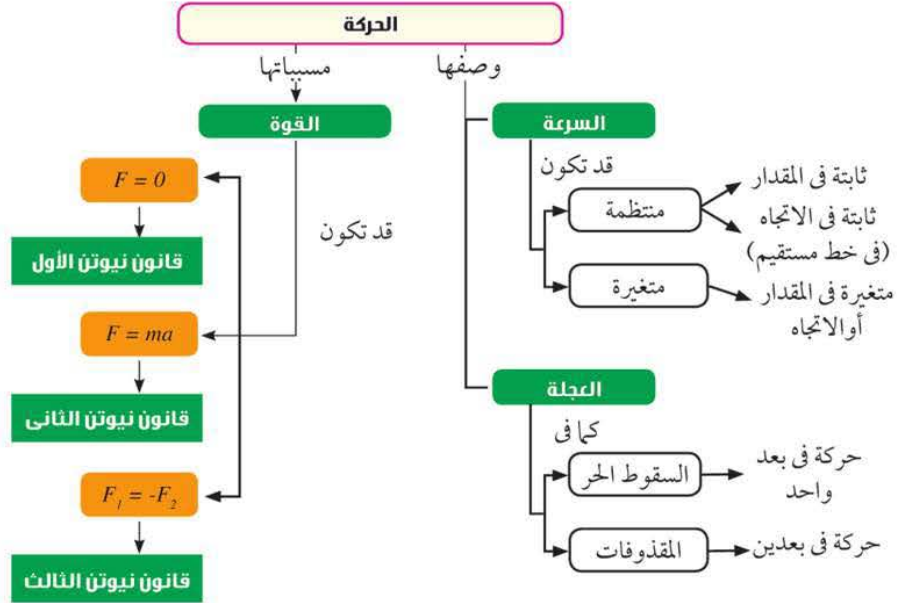 الحركة
وصفها
السرعة
قد تكون
منتظمة
ثابتة فى المقدار
ثابتة فى الاتجاه
(فى خط مستقيم)
متغيرة
متغيرة فى المقدار
أوالاتجاه
العجلة
كما فى
السقوط الحر
حركة فى بعد
واحد
المقذوفات
حركة فى بعدين
مسبباتها
القوة
قد تكون
F = 0
قانون نيوتن الأول
F = ma
قانون نيوتن الثانى
F₁ = -F₂
قانون نيوتن الثالث